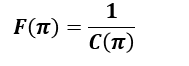 F(π) = 1 / C(π)